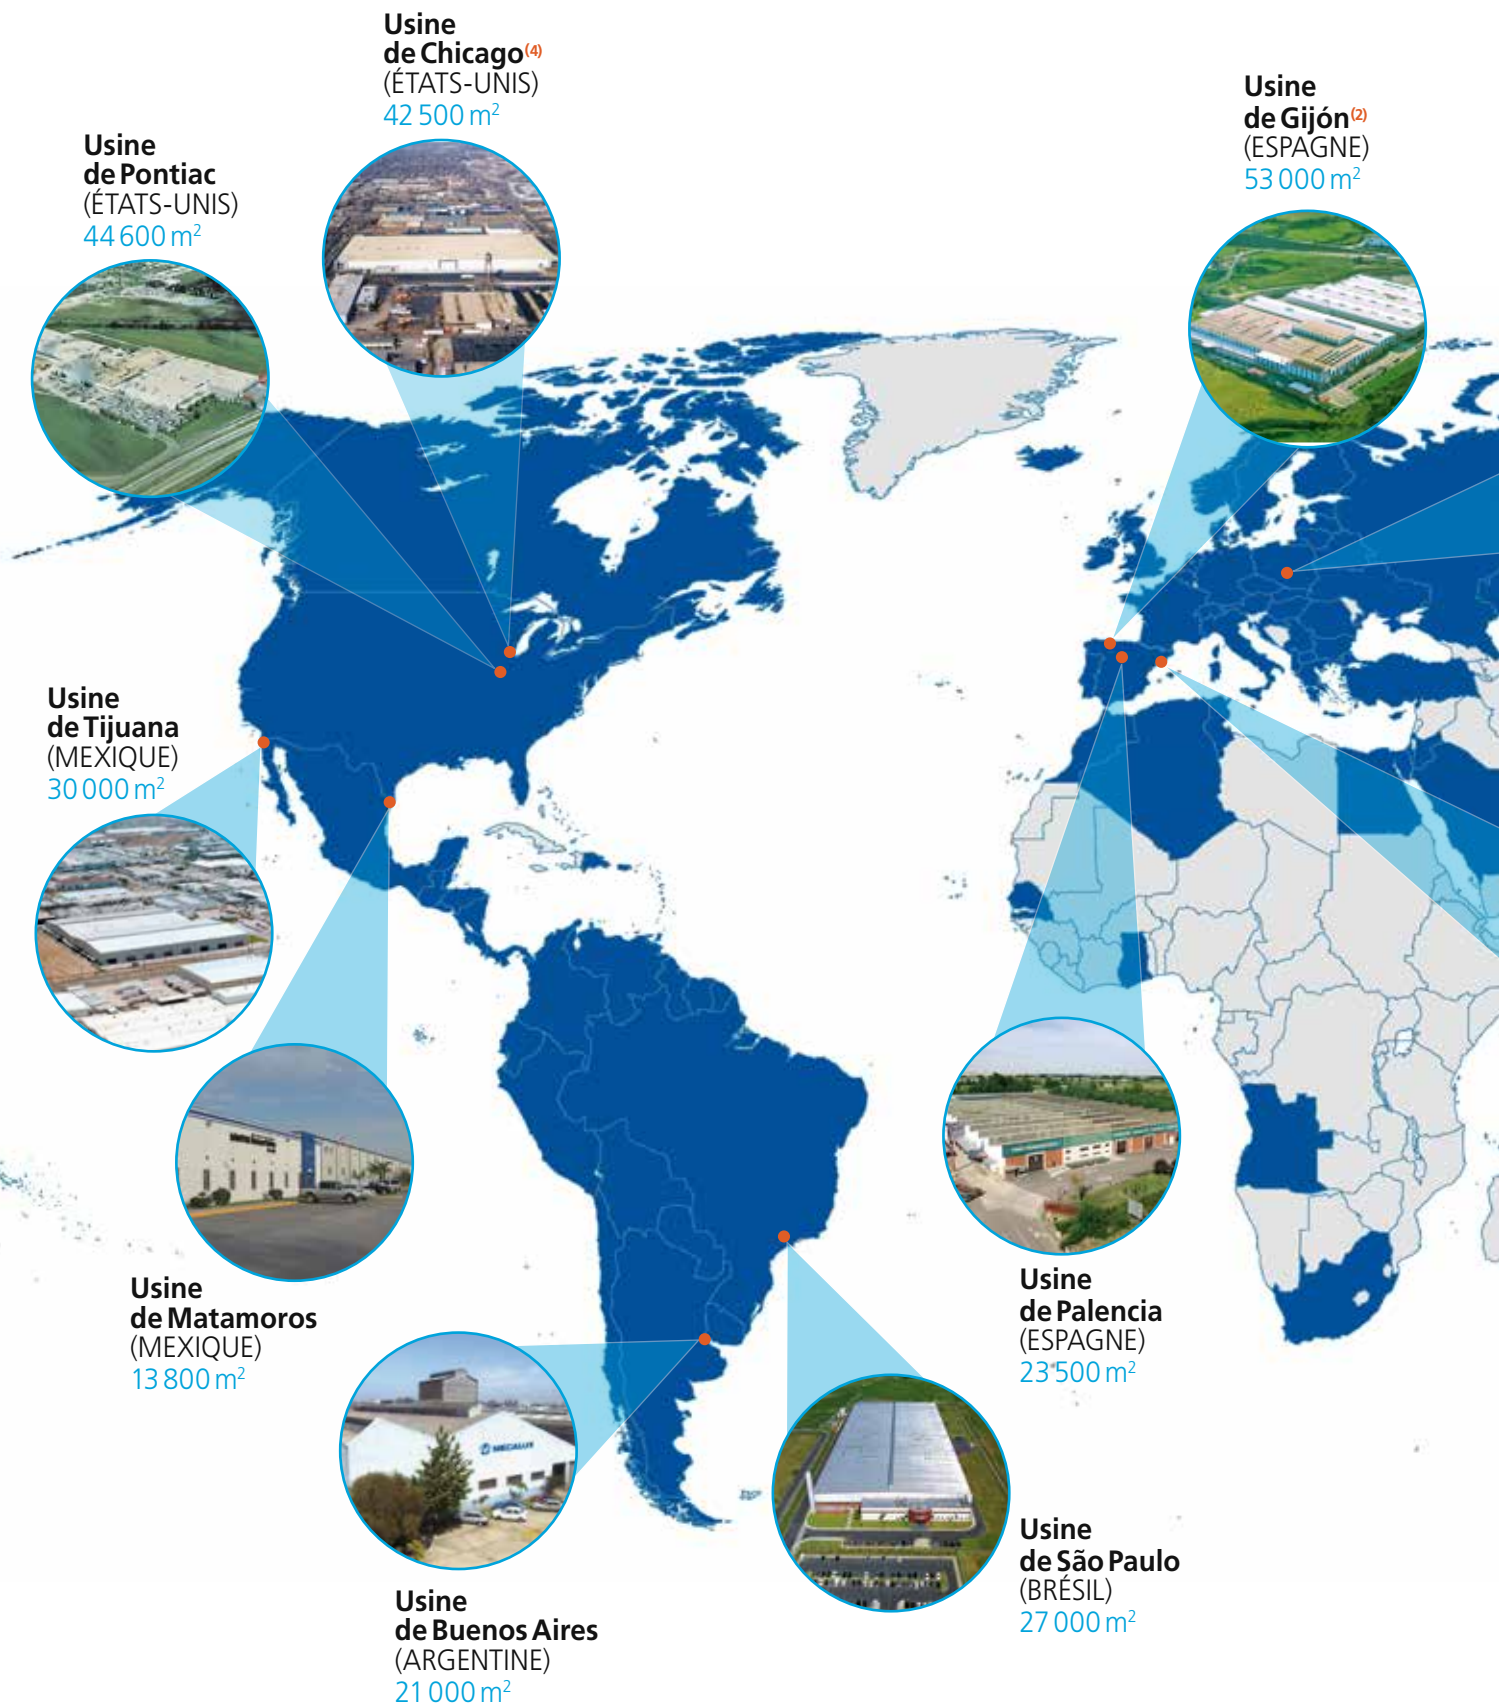 Usine
de Chicago(4)
(ÉTATS-UNIS)
42 500 m²
Usine
de Gijón(2)
(ESPAGNE)
53 000 m²
Usine
de Pontiac
(ÉTATS-UNIS)
44 600 m²
Usine
de Tijuana
(MEXIQUE)
30 000 m²
Usine
de Matamoros
(MEXIQUE)
13 800 m²
Usine
de Palencia
(ESPAGNE)
23 500 m²
MECALUX
Usine
de São Paulo
(BRÉSIL)
27 000 m²
Usine
de Buenos Aires
(ARGENTINE)
21 000 m²